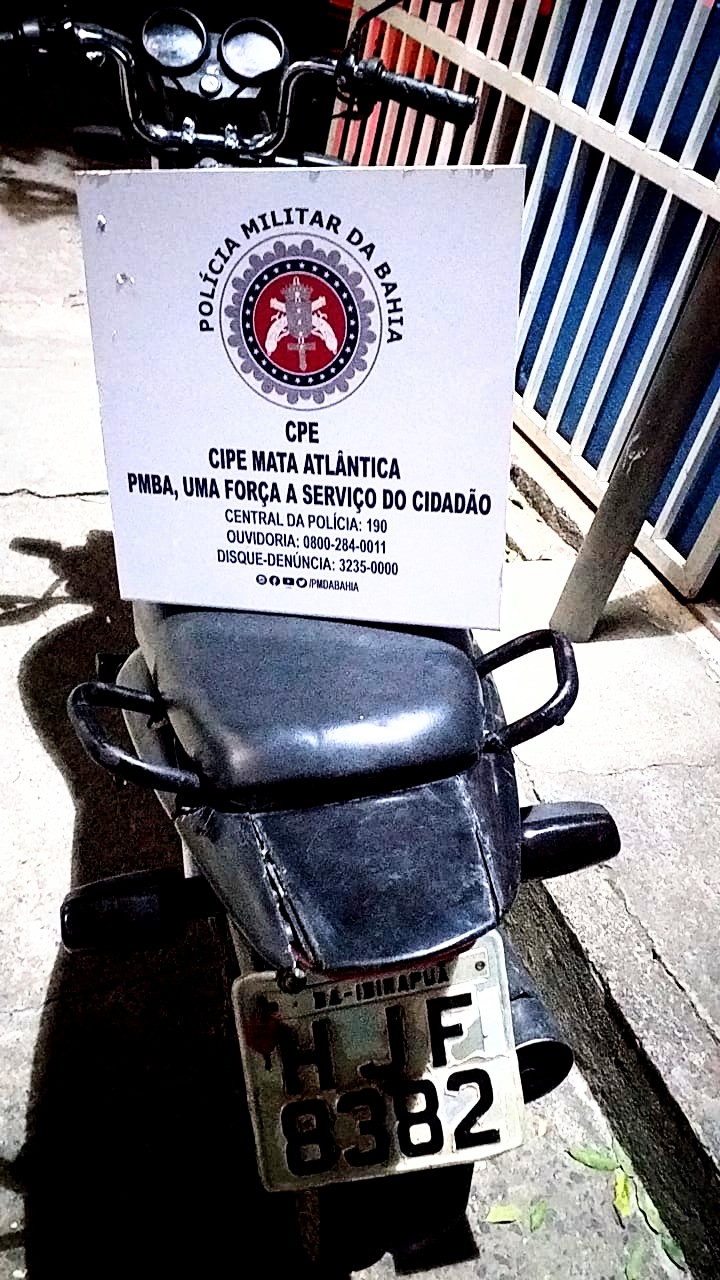 POLÍCIA MILITAR DA BAHIA
CPE
CIPE MATA ATLÂNTICA
PMBA, UMA FORÇA A SERVIÇO DO CIDADÃO
CENTRAL DA POLÍCIA: 190
OUVIDORIA: 0800-284-0011
DISQUE-DENÚNCIA: 3235-0000
/PMDABAHIA
BA-IBIRAPUA
HJF
8382